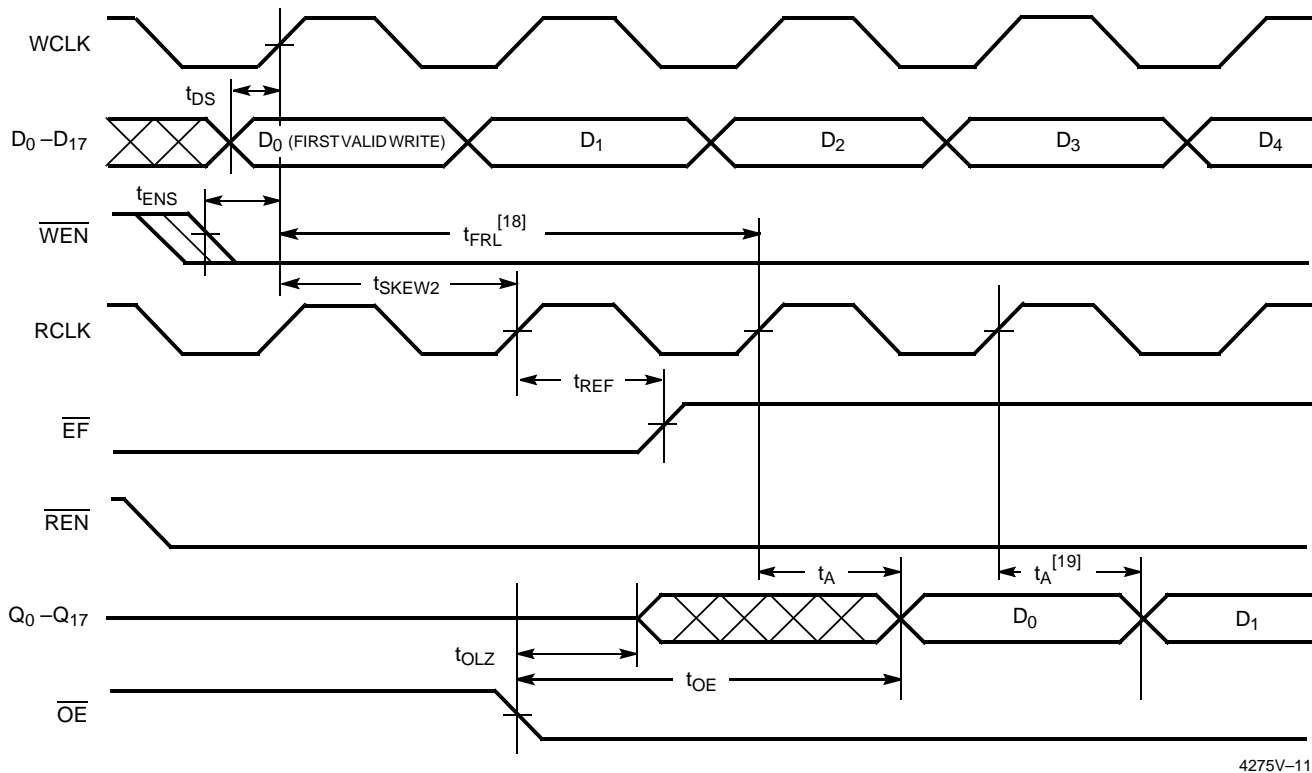 WCLK
tDS
D0 –D17
D0 (FIRST VALID WRITE)
D1
D2
D3
D4
tENS
WEN
tFRL[18]
tSKEW2
RCLK
tREF
EF
REN
tA
tA[19]
Q0 –Q17
D0
D1
tOLZ
tOE
OE
4275V–11